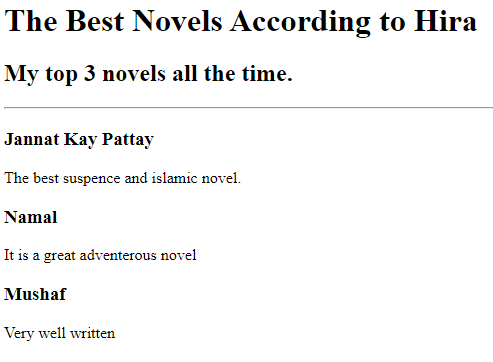 The Best Novels According to Hira
My top 3 novels all the time.
Jannat Kay Pattay
The best suspence and islamic novel.
Namal
It is a great adventerous novel
Mushaf
Very well written